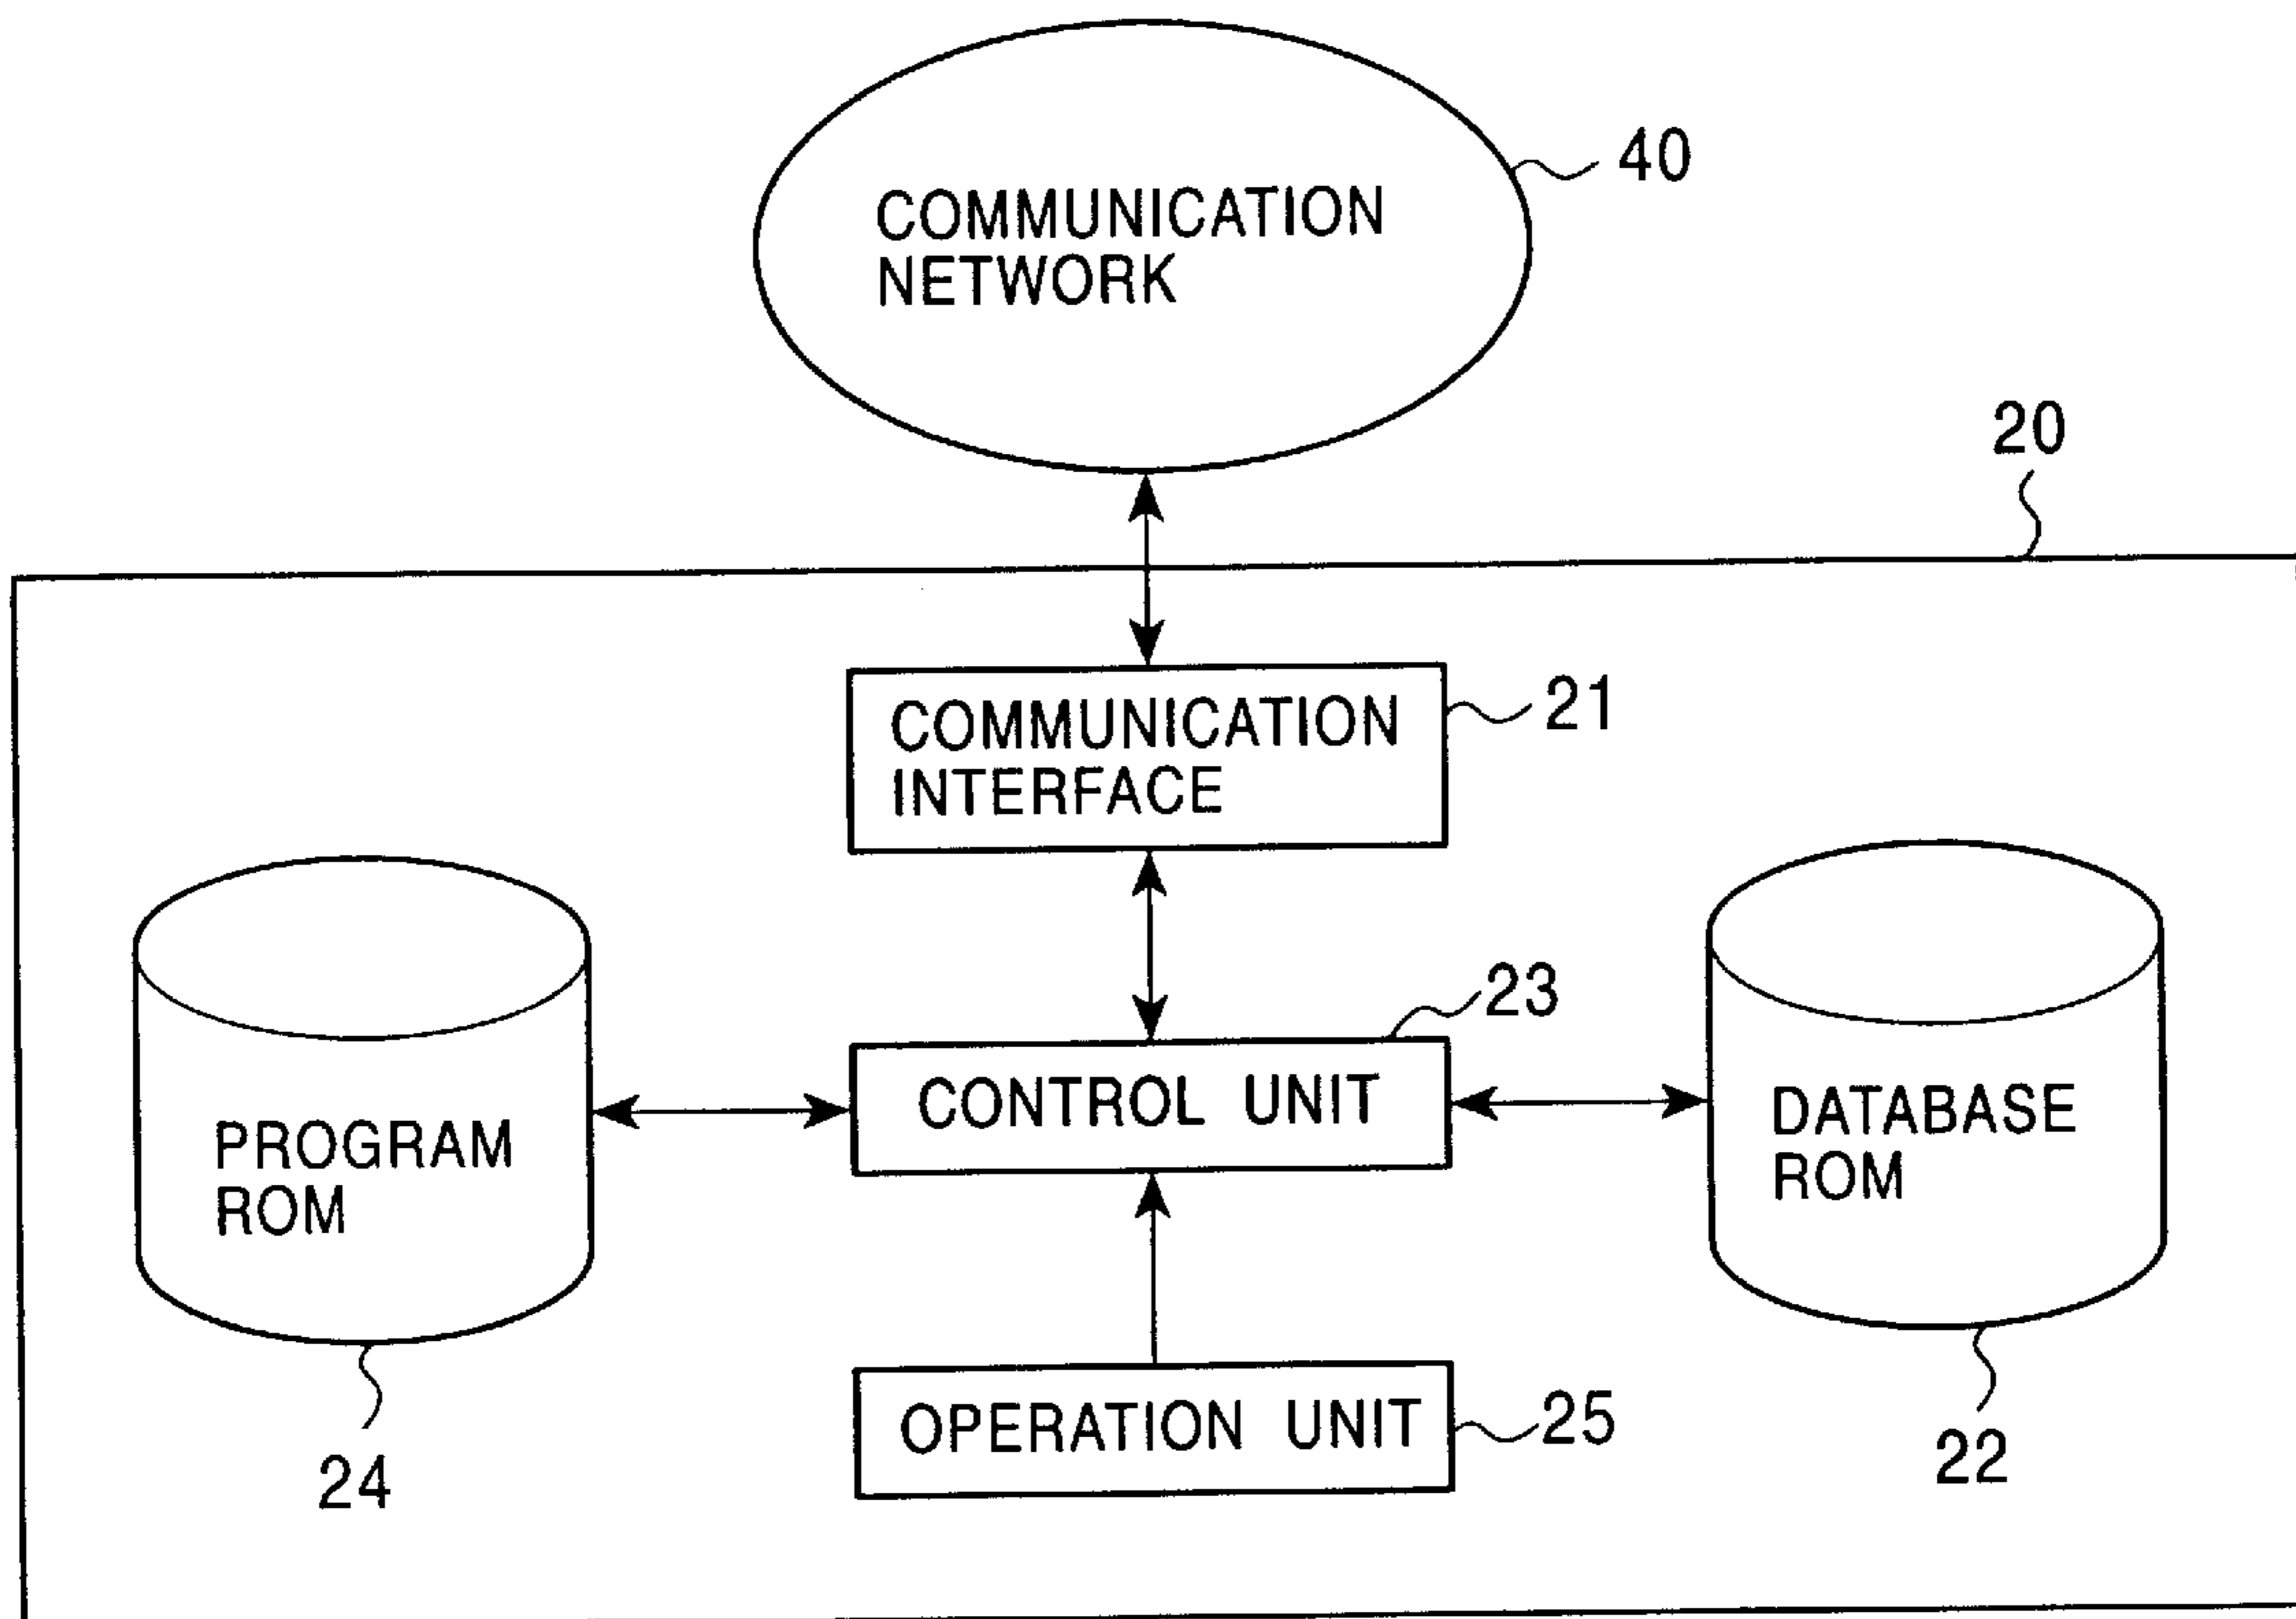 COMMUNICATION
NETWORK
40
20
COMMUNICATION
INTERFACE
21
23
CONTROL UNIT
PROGRAM
ROM
DATABASE
ROM
OPERATION UNIT
25
24
22